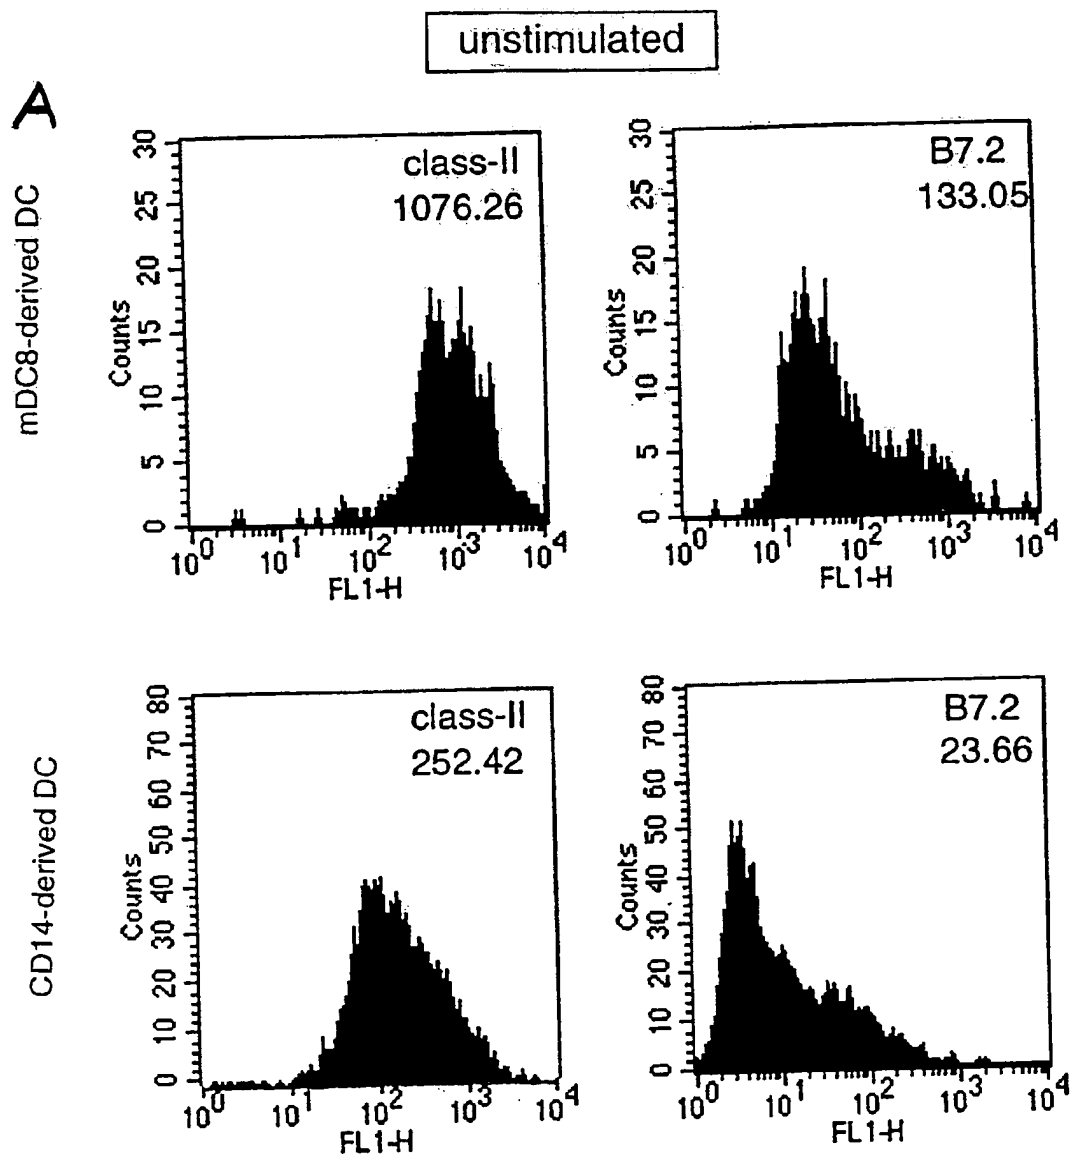 unstimulated
A
mDC8-derived DC
class-II
1076.26
Counts
30
25
20
15
10
5
0
10^0 10^1 10^2 10^3 10^4
FL1-H
B7.2
133.05
Counts
30
25
20
15
10
5
0
10^0 10^1 10^2 10^3 10^4
FL1-H
CD14-derived DC
class-II
252.42
Counts
80
70
60
50
40
30
20
10
0
10^0 10^1 10^2 10^3 10^4
FL1-H
B7.2
23.66
Counts
80
70
60
50
40
30
20
10
0
10^0 10^1 10^2 10^3 10^4
FL1-H